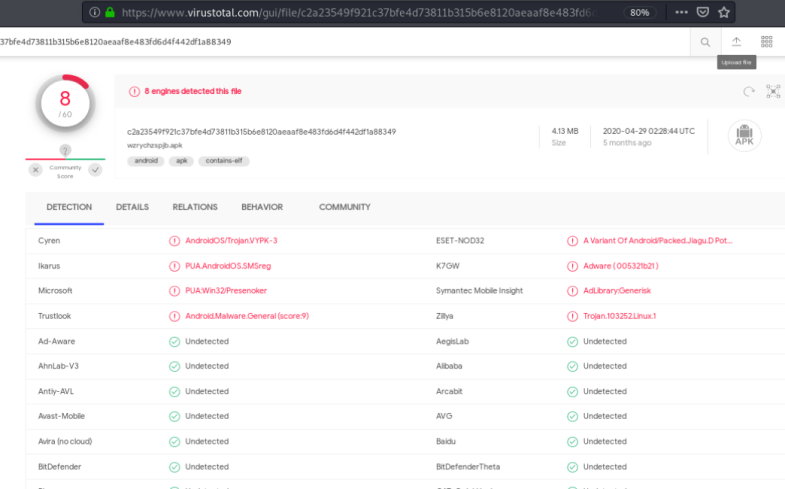 https://www.virustotal.com/gui/file/c2a23549f921c37bfe4d73811b315b6e8120aeaaf8e483fd6
80%
37bfe4d73811b315b6e8120aeaaf8e483fd6d4f442df1a88349
Upload file
8
/ 60
8 engines detected this file
c2a23549f921c37bfe4d73811b315b6e8120aeaaf8e483fd6d4f442df1a88349
wzrychzspjb.apk
android apk contains-elf
4.13 MB
Size
2020-04-29 02:28:44 UTC
5 months ago
APK
?
Community
Score
DETECTION DETAILS RELATIONS BEHAVIOR COMMUNITY
Cyren AndroidOS/Trojan.VYPK-3 ESET-NOD32 A Variant Of Android/Packed.Jiagu.D Pot...
Ikarus PUA.AndroidOS.SMSreg K7GW Adware ( 005321b21 )
Microsoft PUA:Win32/Presenoker Symantec Mobile Insight AdLibrary:Generisk
Trustlook Android.Malware.General (score:9) Zillya Trojan.103252.Linux.1
Ad-Aware Undetected AegisLab Undetected
AhnLab-V3 Undetected Alibaba Undetected
Antiy-AVL Undetected Arcabit Undetected
Avast-Mobile Undetected AVG Undetected
Avira (no cloud) Undetected Baidu Undetected
BitDefender Undetected BitDefenderTheta Undetected